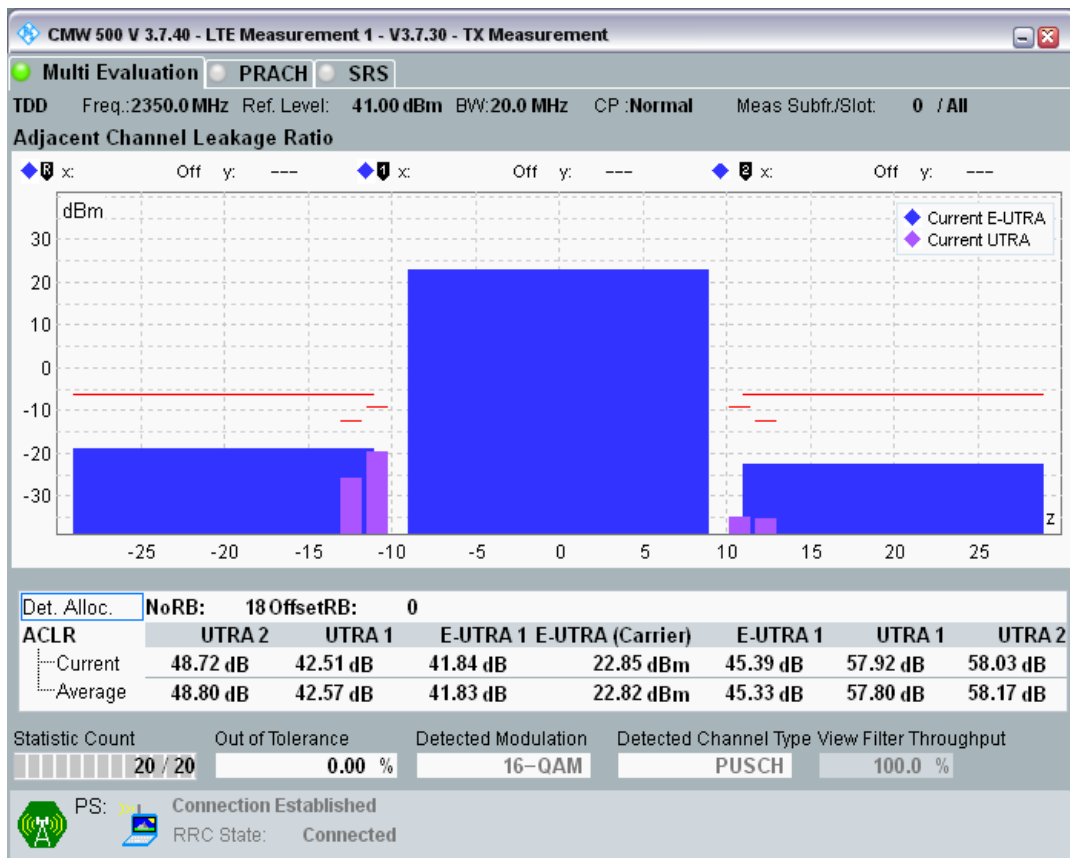 CMW 500 V 3.7.40 - LTE Measurement 1 - V3.7.30 - TX Measurement
Multi Evaluation PRACH SRS
TDD Freq.:2350.0 MHz Ref. Level: 41.00 dBm BW:20.0 MHz CP :Normal Meas Subfr./Slot: 0 / All
Adjacent Channel Leakage Ratio
R x: Off y: --- 1 x: Off y: --- 2 x: Off y: ---
dBm
Current E-UTRA
Current UTRA
30
20
10
0
-10
-20
-30
z
-25 -20 -15 -10 -5 0 5 10 15 20 25
Det. Alloc. NoRB: 18 OffsetRB: 0
ACLR UTRA 2 UTRA 1 E-UTRA 1 E-UTRA (Carrier) E-UTRA 1 UTRA 1 UTRA 2
Current 48.72 dB 42.51 dB 41.84 dB 22.85 dBm 45.39 dB 57.92 dB 58.03 dB
Average 48.80 dB 42.57 dB 41.83 dB 22.82 dBm 45.33 dB 57.80 dB 58.17 dB
Statistic Count Out of Tolerance Detected Modulation Detected Channel Type View Filter Throughput
20 / 20 0.00 % 16-QAM PUSCH 100.0 %
PS: Connection Established
RRC State: Connected